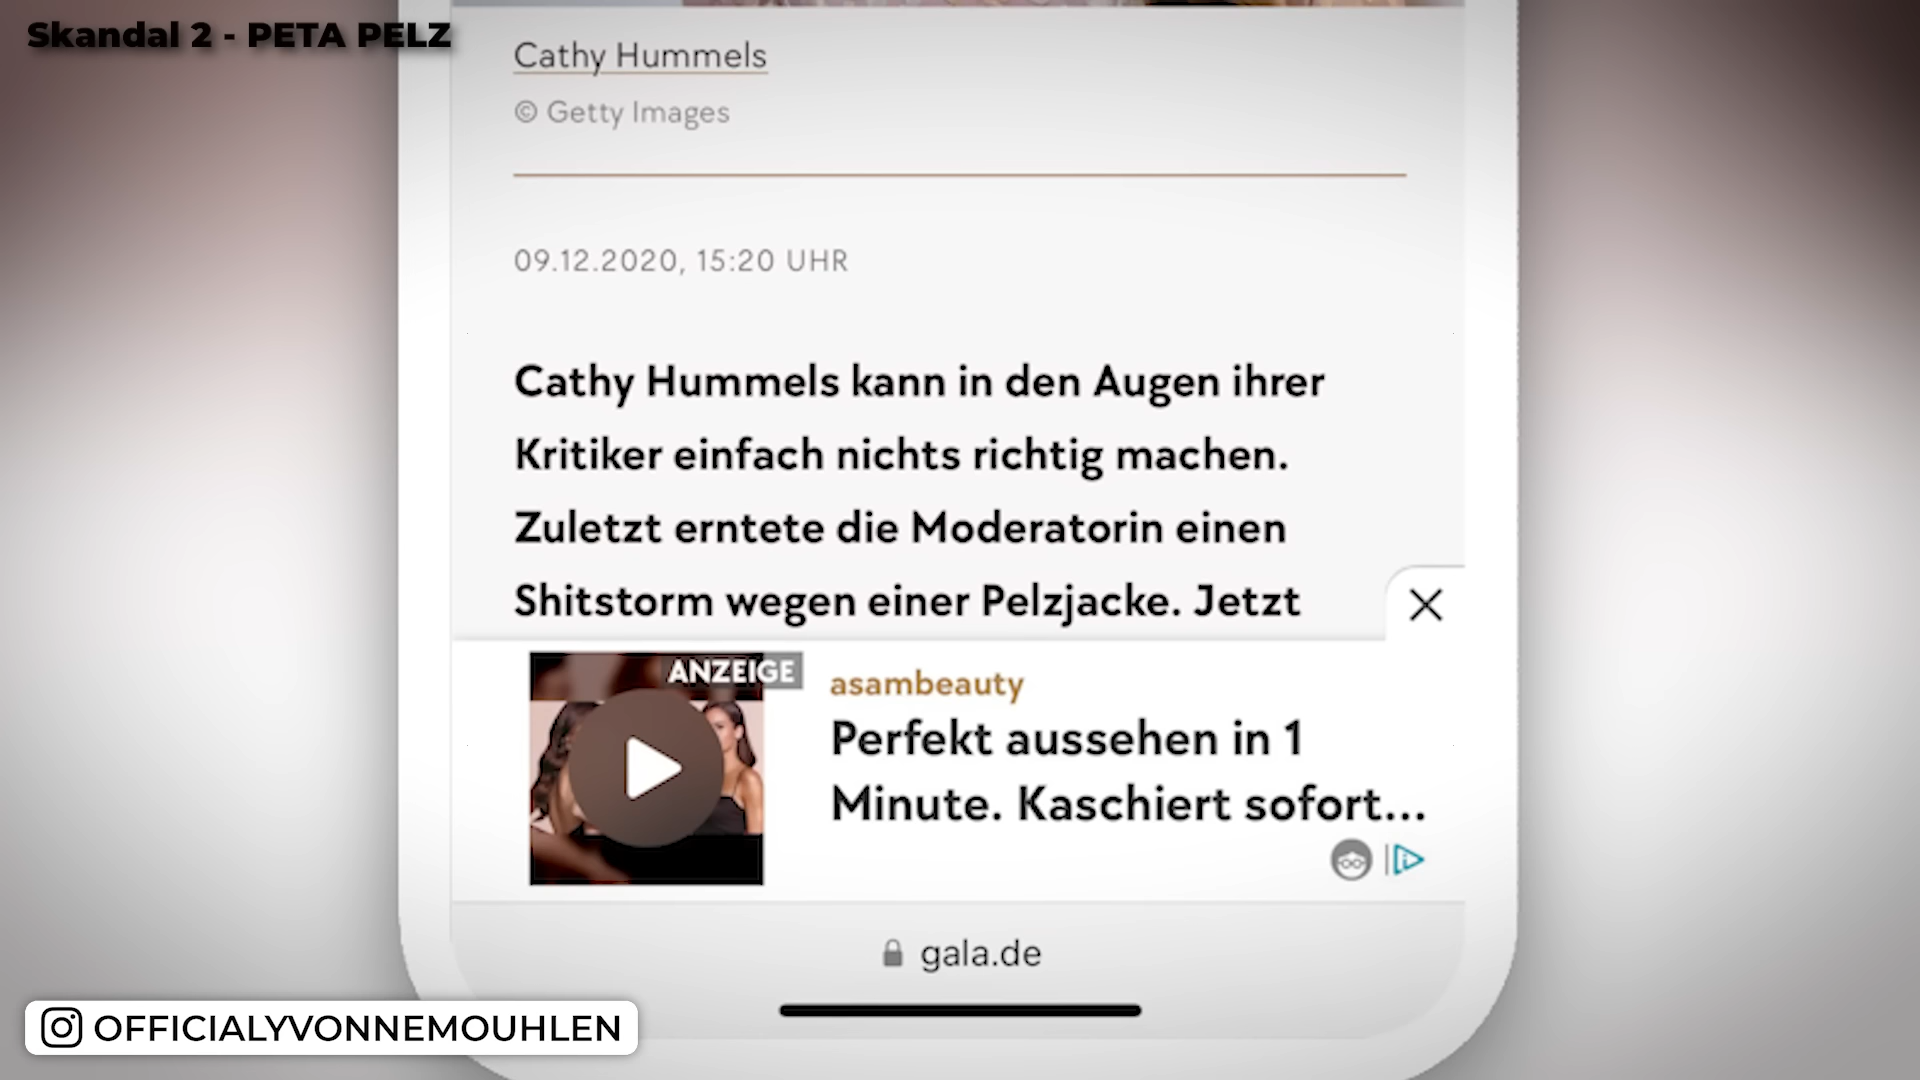 Skandal 2 - PETA PELZ
Cathy Hummels
© Getty Images
09.12.2020, 15:20 UHR
Cathy Hummels kann in den Augen ihrer
Kritiker einfach nichts richtig machen.
Zuletzt erntete die Moderatorin einen
Shitstorm wegen einer Pelzjacke. Jetzt
ANZEIGE
asambeauty
Perfekt aussehen in 1
Minute. Kaschiert sofort...
gala.de
OFFICIALYVONNEMOUHLEN